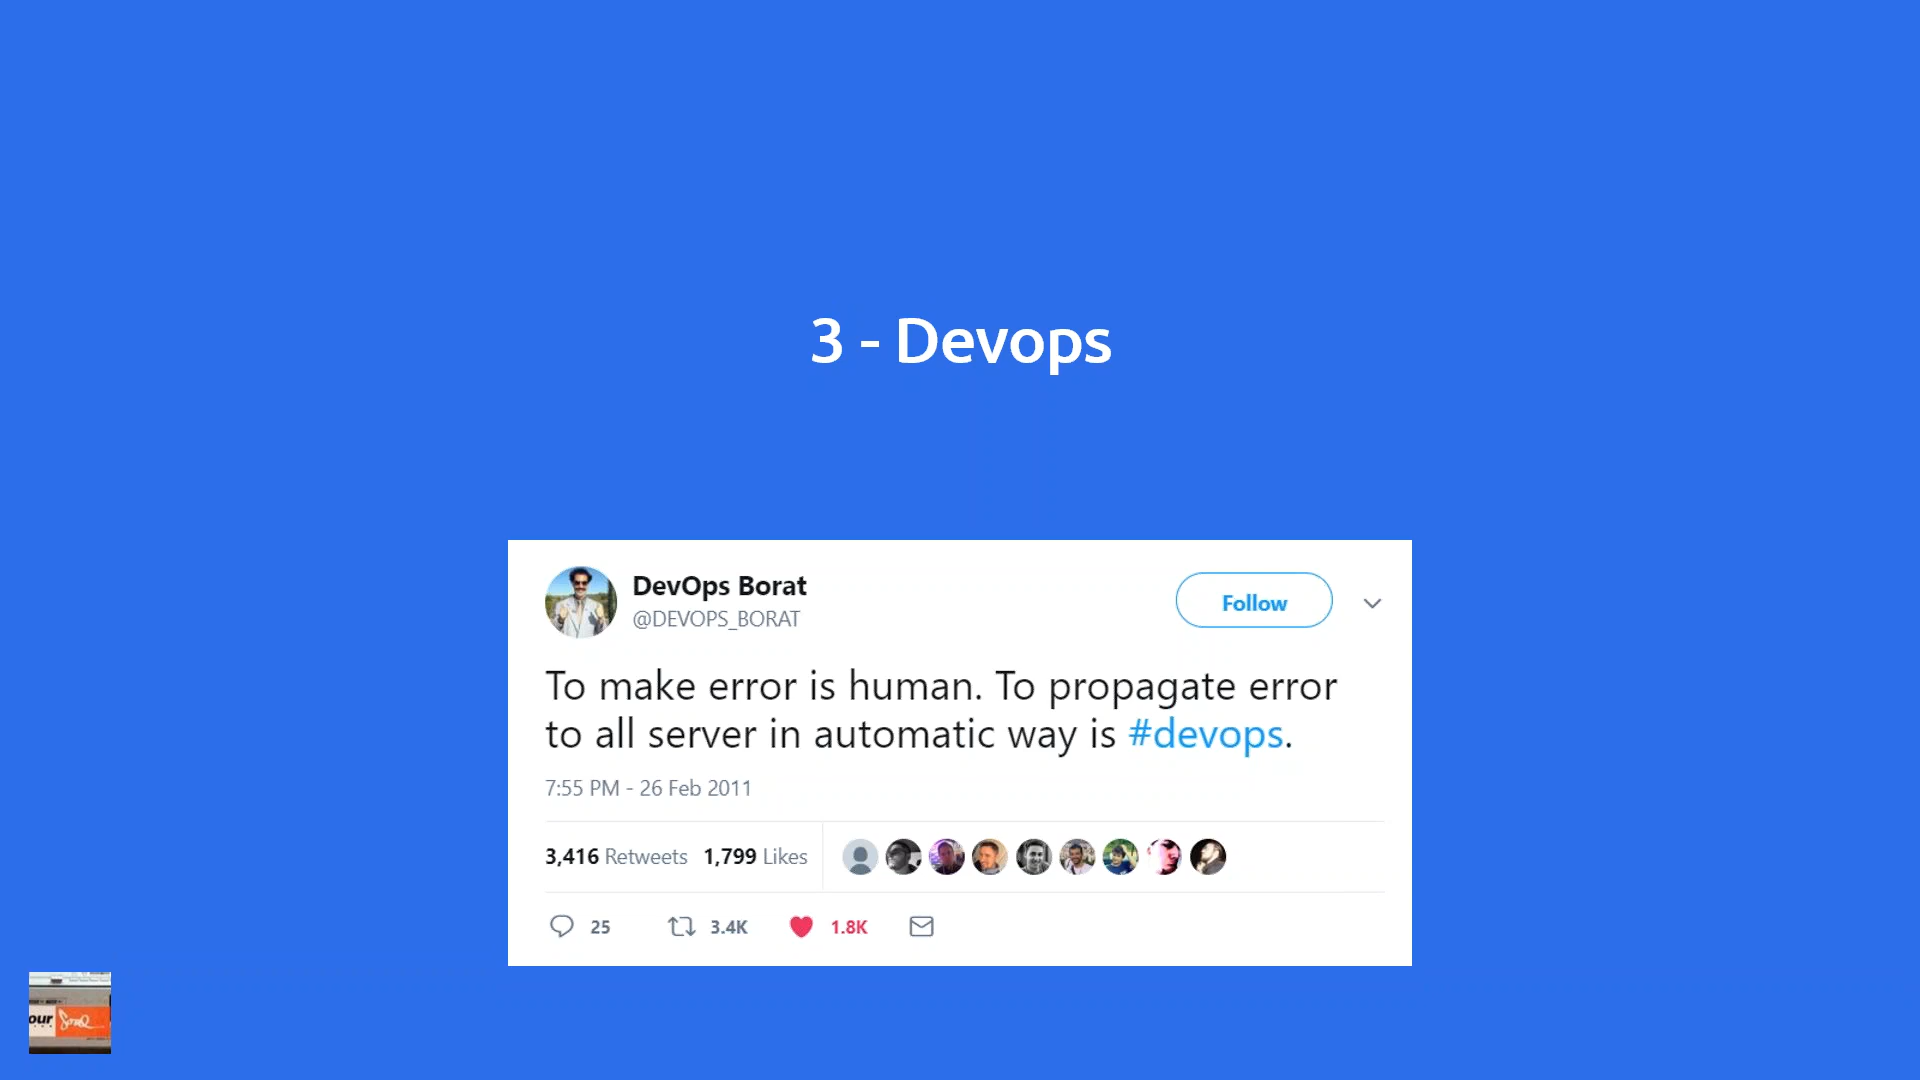 3 - Devops
DevOps Borat
@DEVOPS_BORAT
Follow
To make error is human. To propagate error
to all server in automatic way is #devops.
7:55 PM - 26 Feb 2011
3,416 Retweets 1,799 Likes
25 3.4K 1.8K
our